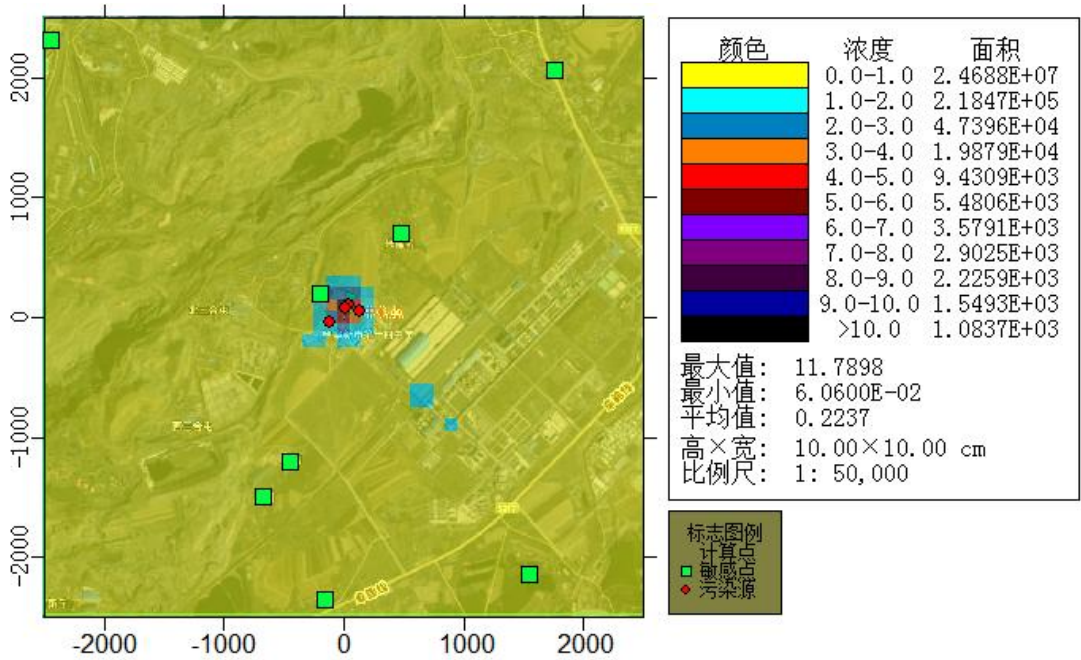 颜色 浓度 面积
0.0-1.0 2.4688E+07
1.0-2.0 2.1847E+05
2.0-3.0 4.7396E+04
3.0-4.0 1.9879E+04
4.0-5.0 9.4309E+03
5.0-6.0 5.4806E+03
6.0-7.0 3.5791E+03
7.0-8.0 2.9025E+03
8.0-9.0 2.2259E+03
9.0-10.0 1.5493E+03
>10.0 1.0837E+03
最大值: 11.7898
最小值: 6.0600E-02
平均值: 0.2237
高×宽: 10.00×10.00 cm
比例尺: 1: 50,000
标志图例
计算点
敏感点
污染源
2000
1000
0
-1000
-2000
-2000 -1000 0 1000 2000